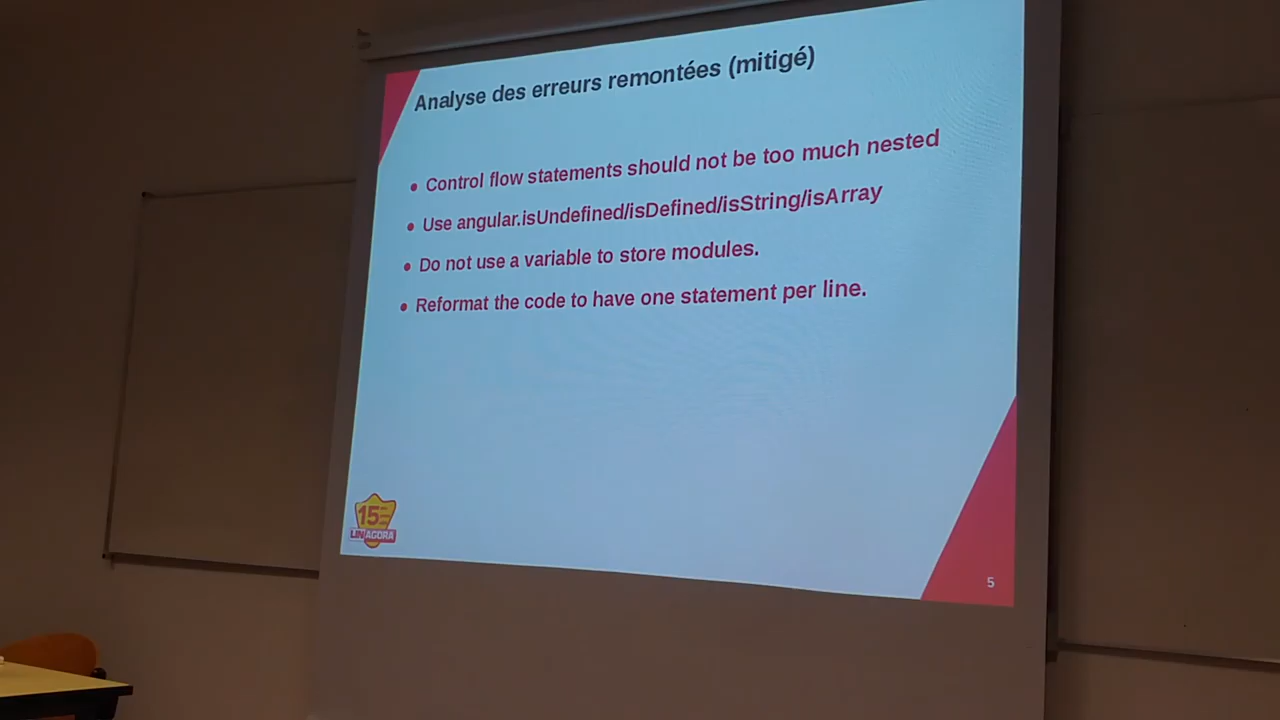 Analyse des erreurs remontées (mitigé)
Control flow statements should not be too much nested
Use angular.isUndefined/isDefined/isString/isArray
Do not use a variable to store modules.
Reformat the code to have one statement per line.
15
LINAGORA
5